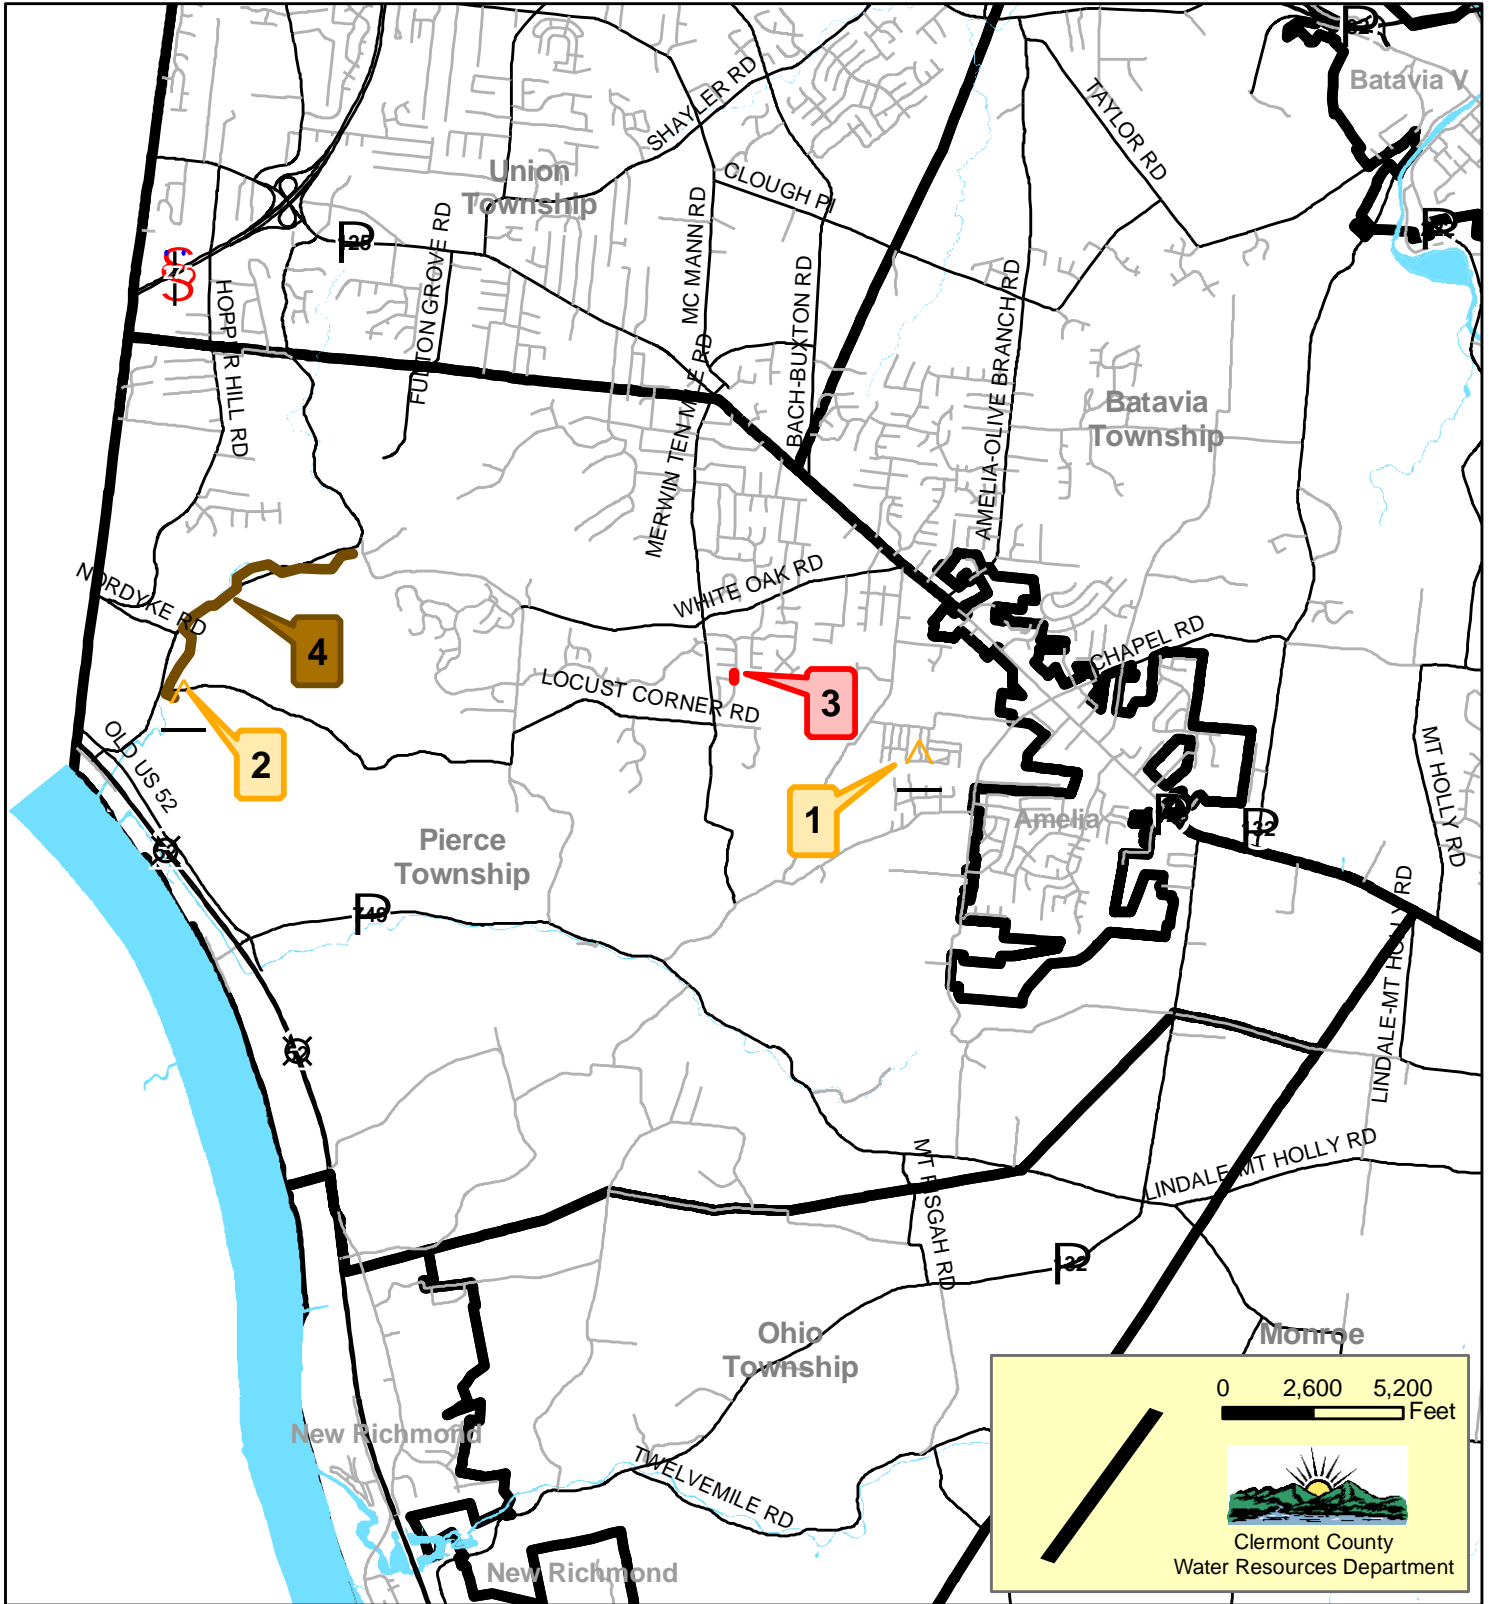 Batavia V
SHAYLER RD
TAYLOR RD
Union
Township
CLOUGH PI
125
FULTON GROVE RD
MC MANN RD
BACH-BUXTON RD
AMELIA-OLIVE BRANCH RD
HOPPER HILL RD
MERWIN TEN MILE RD
Batavia
Township
NORDYKE RD
WHITE OAK RD
4
CHAPEL RD
LOCUST CORNER RD
3
OLD US 52
2
MT HOLLY RD
1
Amelia
132
Pierce
Township
52
749
LINDALE-MT HOLLY RD
52
MT PISGAH RD
LINDALE-MT HOLLY RD
132
Ohio
Township
Monroe
0 2,600 5,200
Feet
New Richmond
TWELVEMILE RD
Clermont County
Water Resources Department
New Richmond